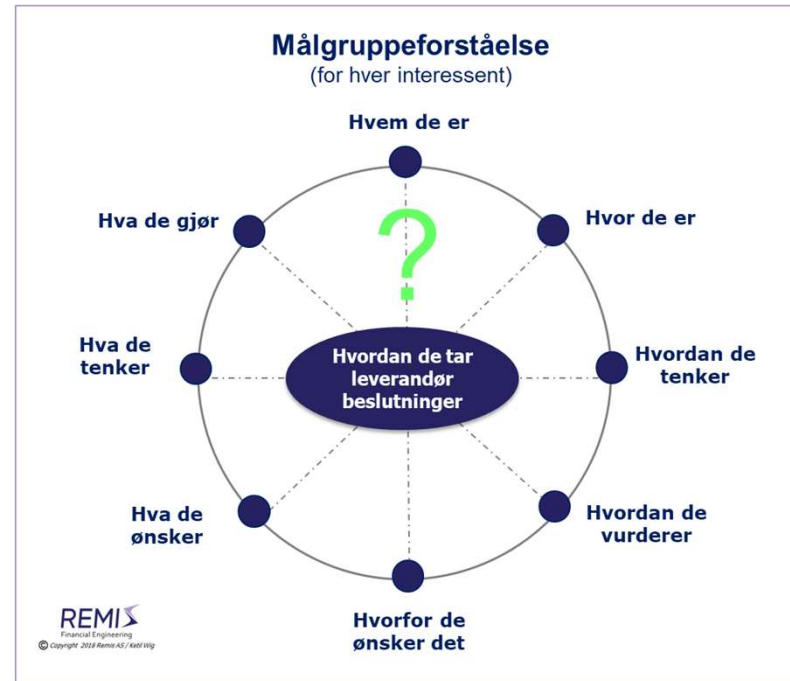 Målgruppeforståelse
(for hver interessent)
Hvem de er
Hvor de er
Hvordan de
tenker
Hvordan de
vurderer
Hvorfor de
ønsker det
Hva de
ønsker
Hva de
tenker
Hva de gjør
?
Hvordan de tar
leverandør
beslutninger
REMIS
Financial Engineering
© Copyright 2018 Remis AS / Ketil Wig